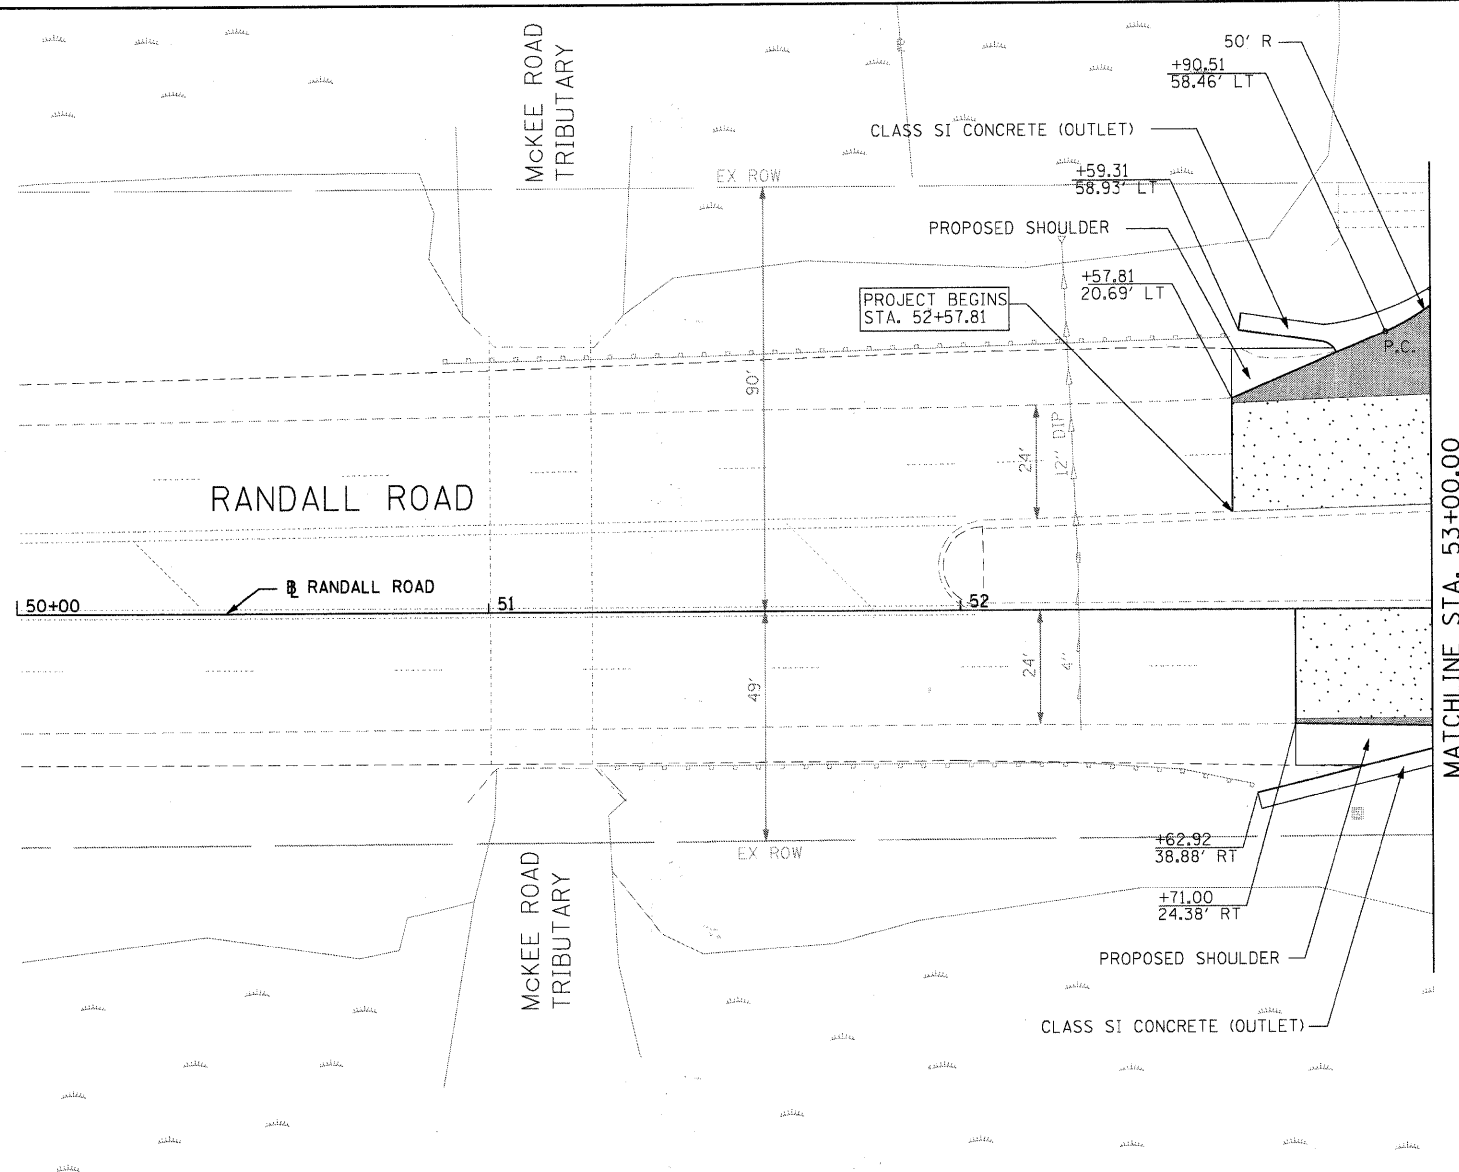 McKEE ROAD
TRIBUTARY
50' R
+90.51
58.46' LT
CLASS SI CONCRETE (OUTLET)
EX ROW
+59.31
58.93' LT
PROPOSED SHOULDER
+57.81
20.69' LT
PROJECT BEGINS
STA. 52+57.81
P.C.
90'
24'
12" DIP
RANDALL ROAD
MATCHLINE STA. 53+00.00
℄ RANDALL ROAD
50+00
51
52
49'
24'
4"
EX ROW
+62.92
38.88' RT
McKEE ROAD
TRIBUTARY
+71.00
24.38' RT
PROPOSED SHOULDER
CLASS SI CONCRETE (OUTLET)